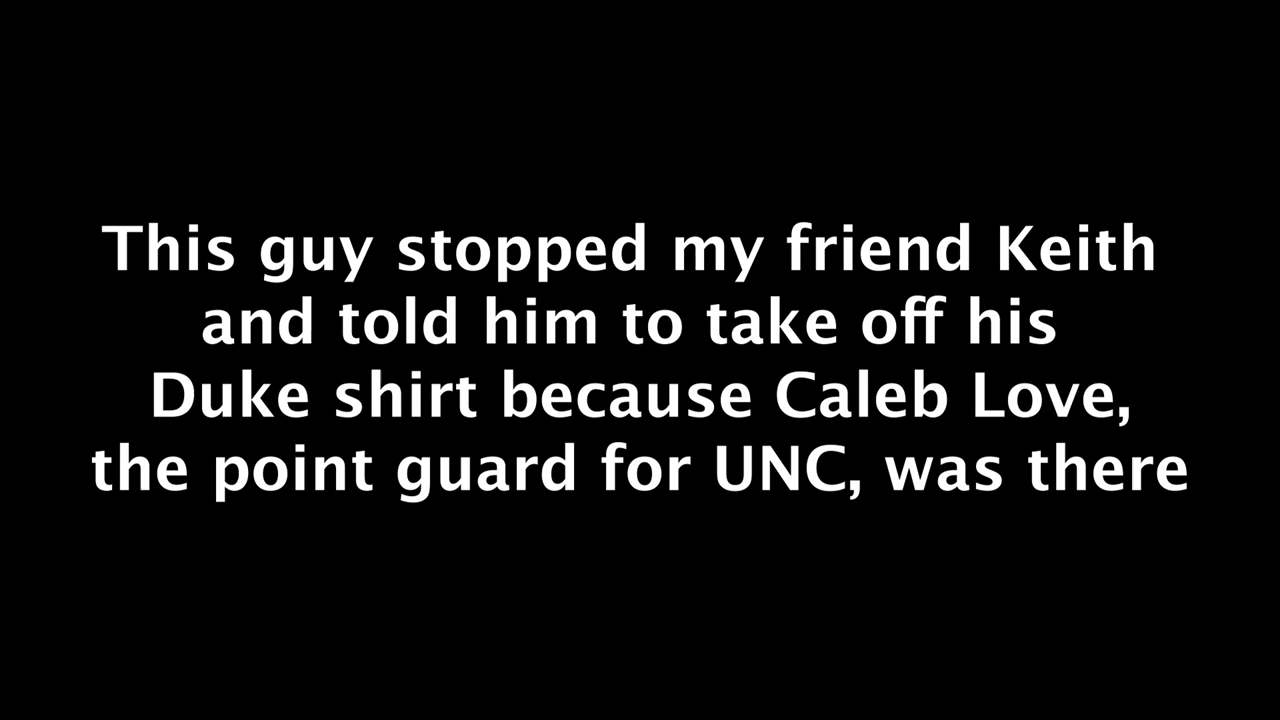 This guy stopped my friend Keith
and told him to take off his
Duke shirt because Caleb Love,
the point guard for UNC, was there